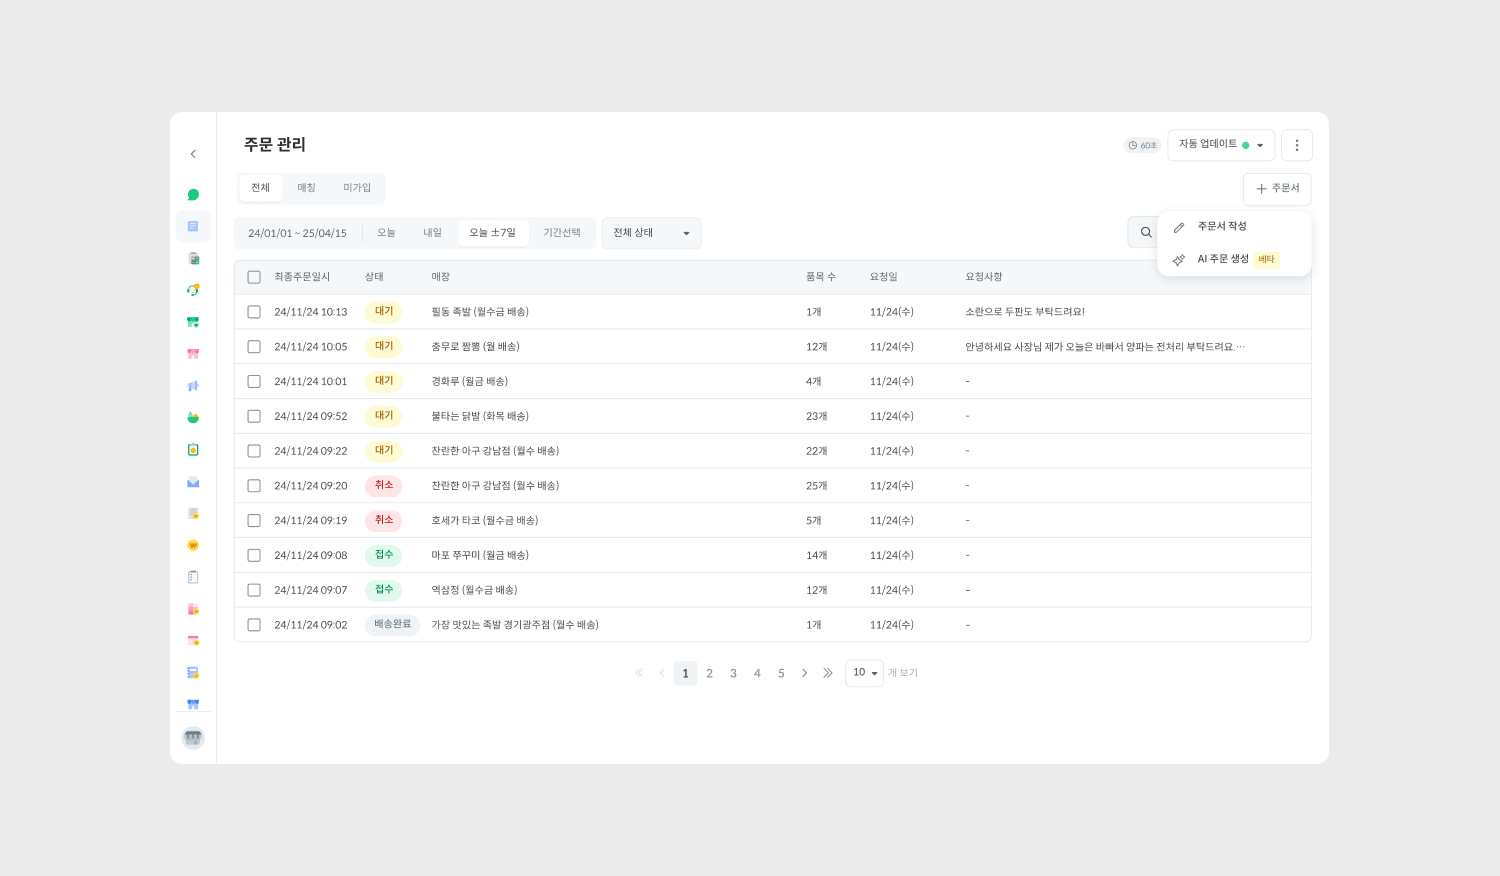 주문 관리
60초
자동 업데이트
전체 매칭 미가입
주문서
24/01/01 ~ 25/04/15 오늘 내일 오늘 ±7일 기간선택 전체 상태
주문서 작성
AI 주문 생성 베타
최종주문일시 상태 매장 품목 수 요청일 요청사항
24/11/24 10:13 대기 필동 족발 (월수금 배송) 1개 11/24(수) 소란으로 두판도 부탁드려요!
24/11/24 10:05 대기 충무로 짬뽕 (월 배송) 12개 11/24(수) 안녕하세요 사장님 제가 오늘은 바빠서 양파는 전처리 부탁드려요.…
24/11/24 10:01 대기 경화루 (월금 배송) 4개 11/24(수) -
24/11/24 09:52 대기 불타는 닭발 (화목 배송) 23개 11/24(수) -
24/11/24 09:22 대기 찬란한 아구 강남점 (월수 배송) 22개 11/24(수) -
24/11/24 09:20 취소 찬란한 아구 강남점 (월수 배송) 25개 11/24(수) -
24/11/24 09:19 취소 호세가 타코 (월수금 배송) 5개 11/24(수) -
24/11/24 09:08 접수 마포 쭈꾸미 (월금 배송) 14개 11/24(수) -
24/11/24 09:07 접수 역삼정 (월수금 배송) 12개 11/24(수) -
24/11/24 09:02 배송완료 가장 맛있는 족발 경기광주점 (월수 배송) 1개 11/24(수) -
1 2 3 4 5 10 개 보기